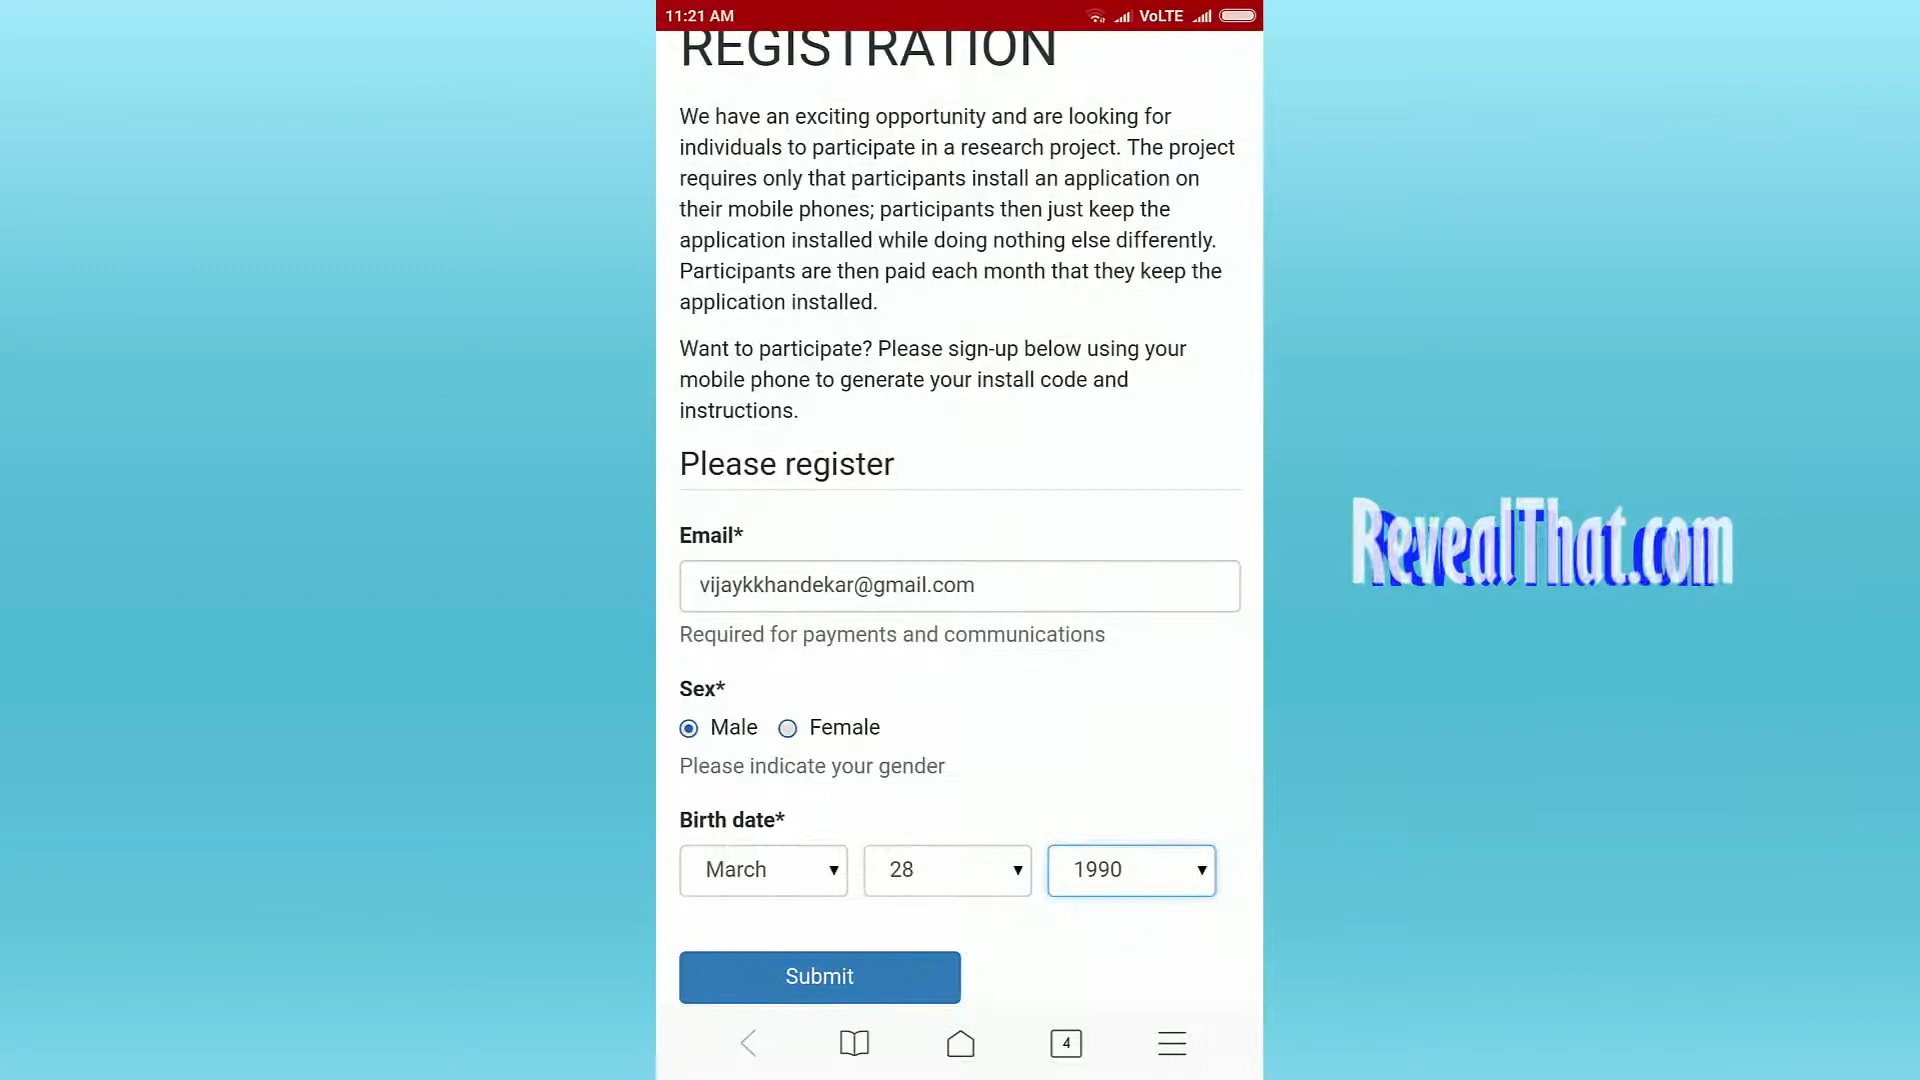 11:21 AM
VoLTE
REGISTRATION
We have an exciting opportunity and are looking for
individuals to participate in a research project. The project
requires only that participants install an application on
their mobile phones; participants then just keep the
application installed while doing nothing else differently.
Participants are then paid each month that they keep the
application installed.
Want to participate? Please sign-up below using your
mobile phone to generate your install code and
instructions.
Please register
Email*
vijaykkhandekar@gmail.com
Required for payments and communications
Sex*
Male Female
Please indicate your gender
Birth date*
March 28 1990
Submit
4
RevealThat.com